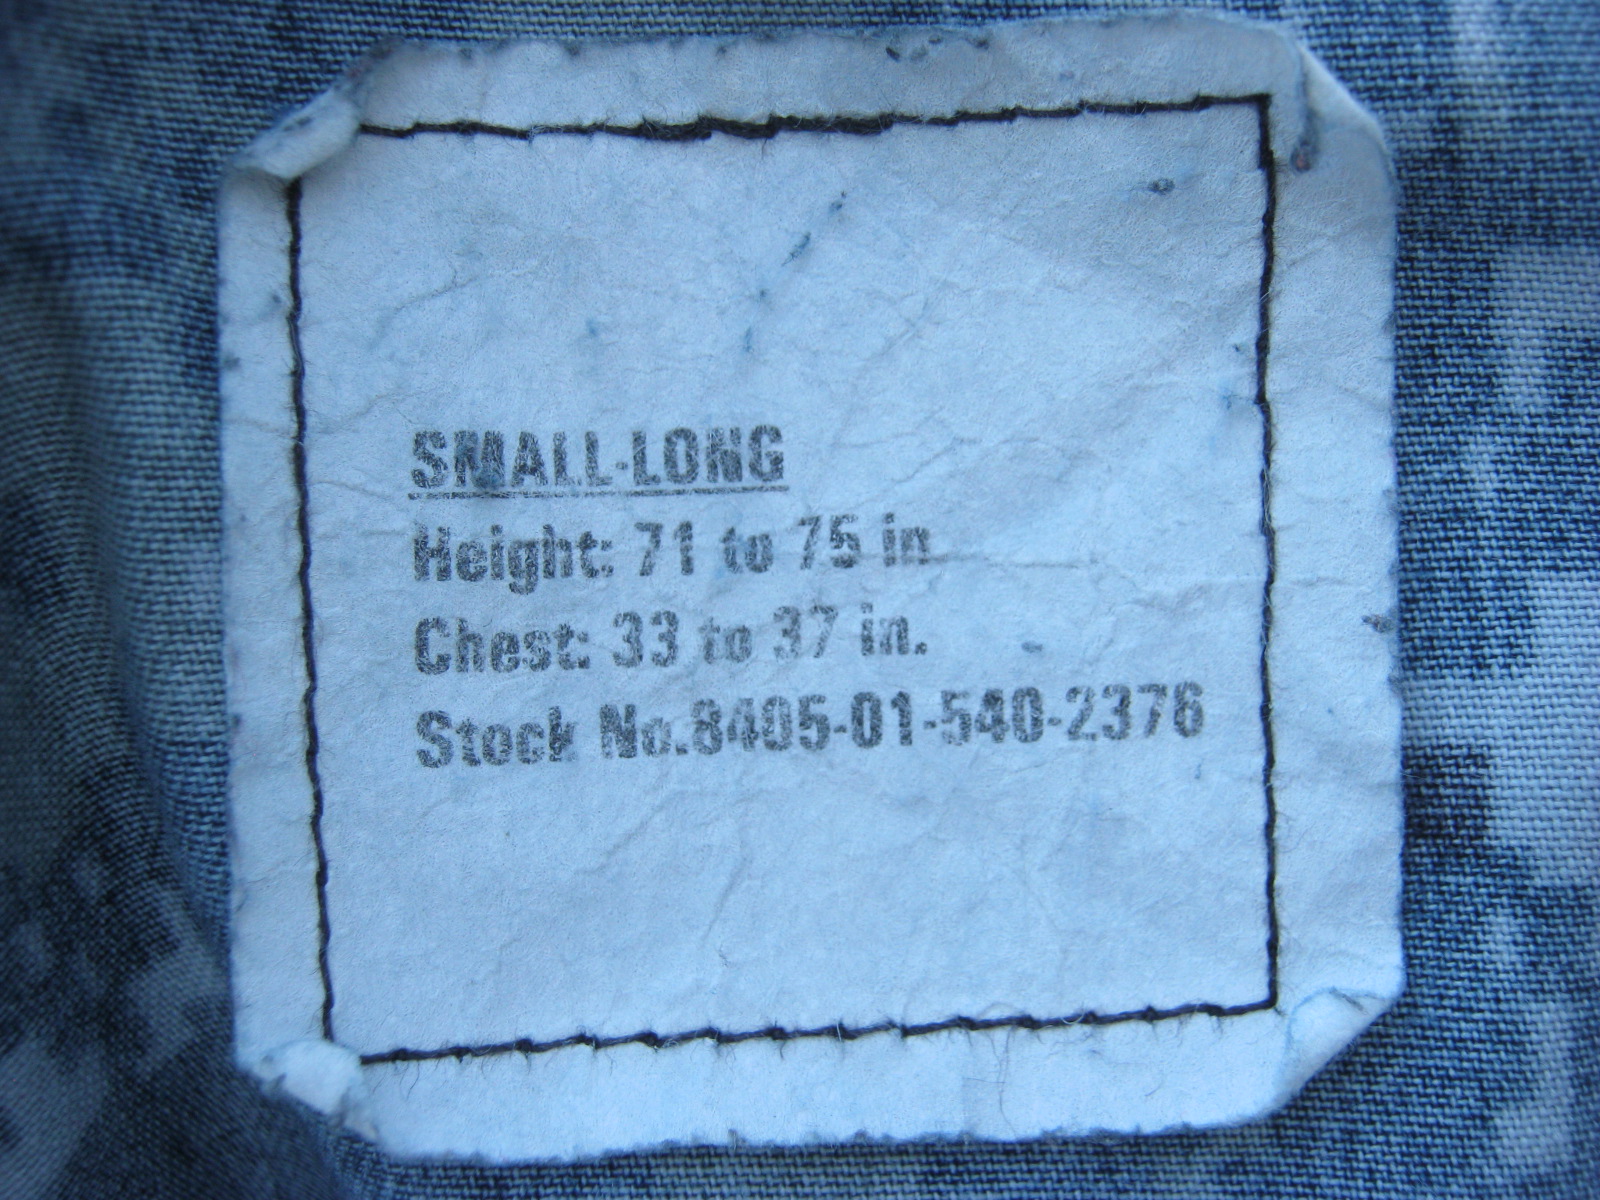 SMALL-LONG
Height: 71 to 75 in
Chest: 33 to 37 in.
Stock No.8405-01-540-2376